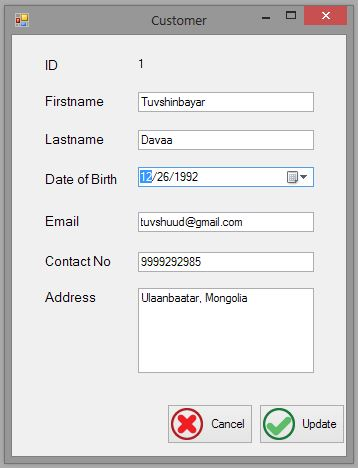 Customer
ID 1
Firstname Tuvshinbayar
Lastname Davaa
Date of Birth 12/26/1992
Email tuvshuud@gmail.com
Contact No 9999292985
Address Ulaanbaatar, Mongolia
Cancel Update